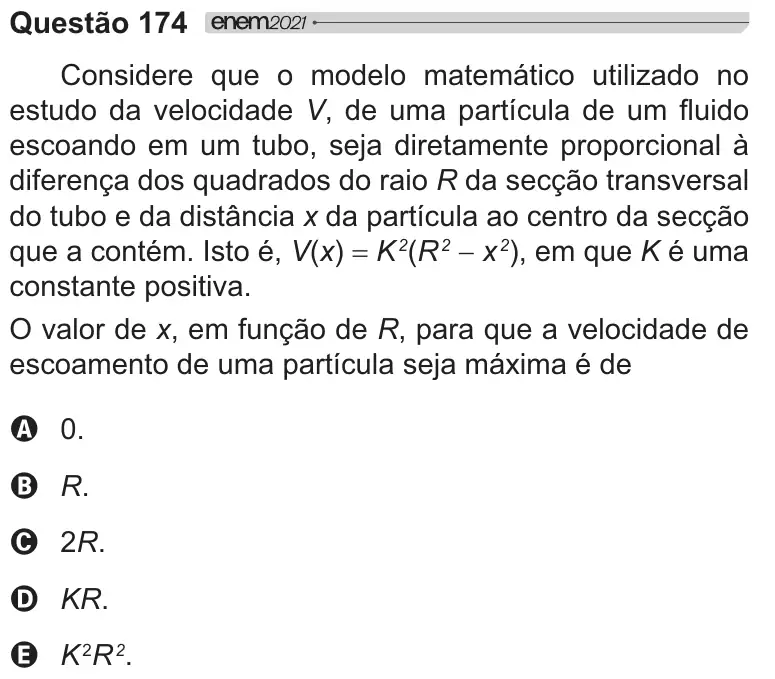 Questão 174 enem2021
Considere que o modelo matemático utilizado no
estudo da velocidade V, de uma partícula de um fluido
escoando em um tubo, seja diretamente proporcional à
diferença dos quadrados do raio R da secção transversal
do tubo e da distância x da partícula ao centro da secção
que a contém. Isto é, V(x) = K²(R² – x²), em que K é uma
constante positiva.
O valor de x, em função de R, para que a velocidade de
escoamento de uma partícula seja máxima é de
A 0.
B R.
C 2R.
D KR.
E K²R².